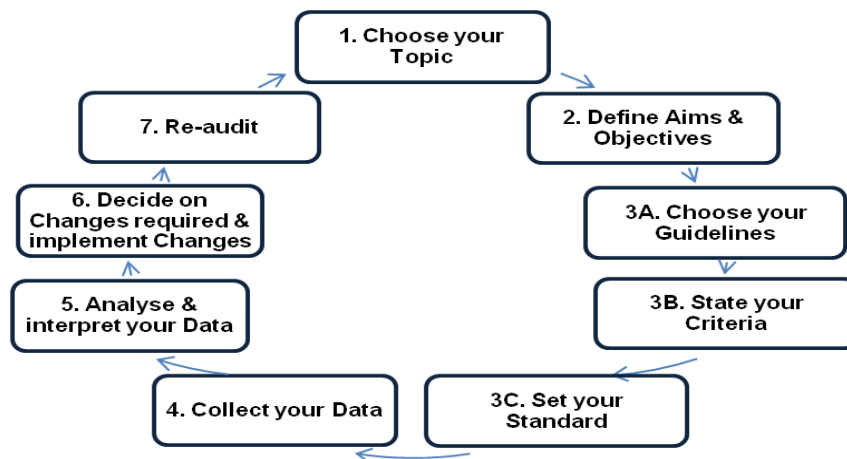 1. Choose your
Topic
2. Define Aims &
Objectives
3A. Choose your
Guidelines
3B. State your
Criteria
3C. Set your
Standard
4. Collect your Data
5. Analyse &
interpret your Data
6. Decide on
Changes required &
implement Changes
7. Re-audit